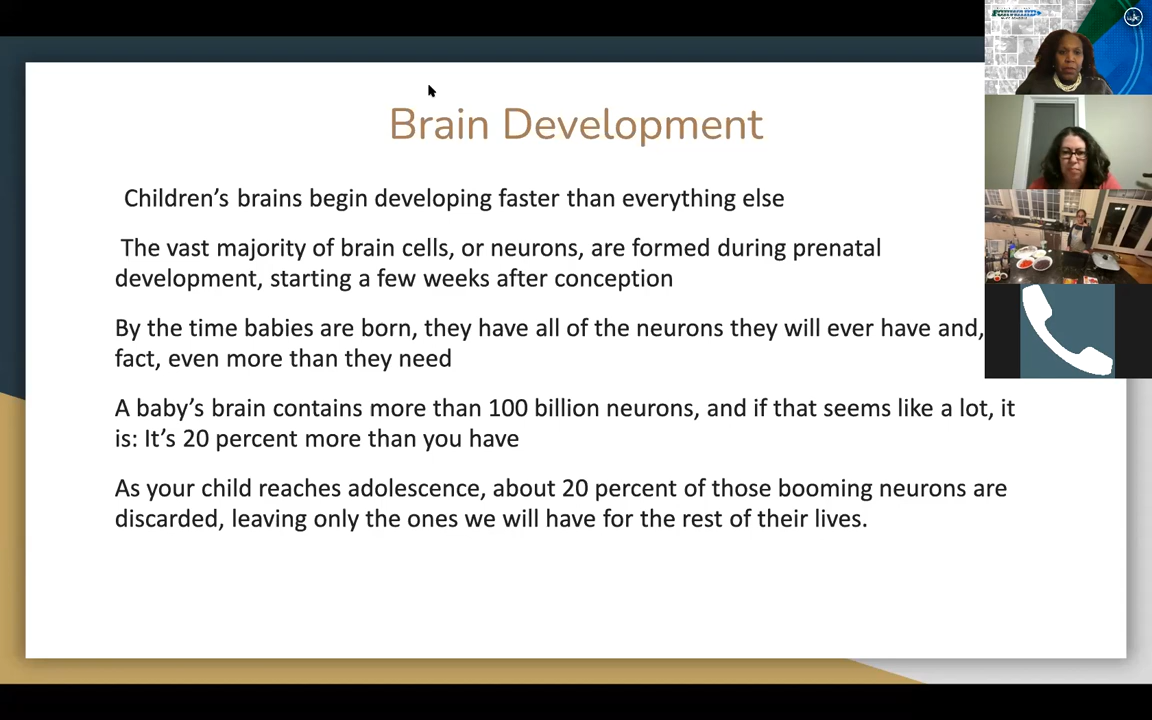 Brain Development
Children's brains begin developing faster than everything else
The vast majority of brain cells, or neurons, are formed during prenatal
development, starting a few weeks after conception
By the time babies are born, they have all of the neurons they will ever have and,
fact, even more than they need
A baby's brain contains more than 100 billion neurons, and if that seems like a lot, it
is: It's 20 percent more than you have
As your child reaches adolescence, about 20 percent of those booming neurons are
discarded, leaving only the ones we will have for the rest of their lives.
FORWARD